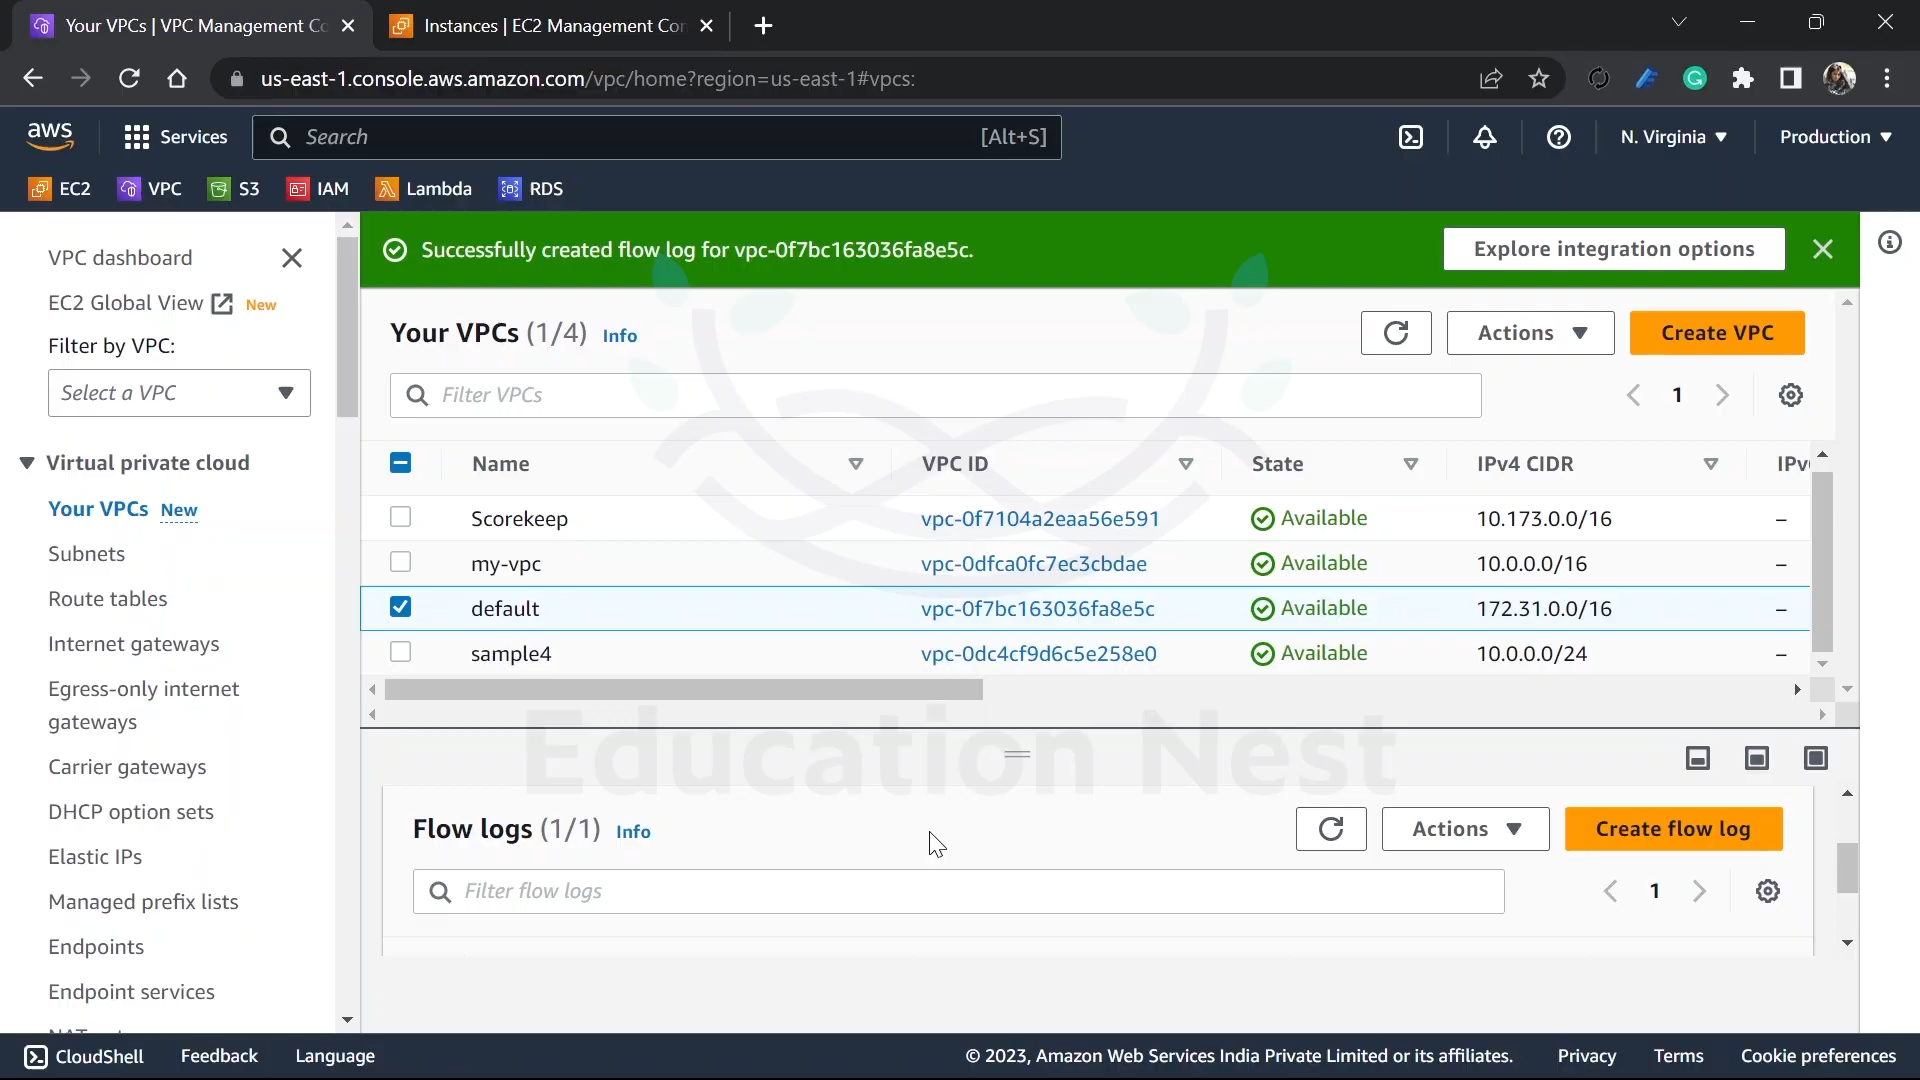 Your VPCs | VPC Management Co
Instances | EC2 Management Con
us-east-1.console.aws.amazon.com/vpc/home?region=us-east-1#vpcs:
aws
Services
Search
[Alt+S]
N. Virginia
Production
EC2
VPC
S3
IAM
Lambda
RDS
VPC dashboard
EC2 Global View New
Filter by VPC:
Select a VPC
Virtual private cloud
Your VPCs New
Subnets
Route tables
Internet gateways
Egress-only internet
gateways
Carrier gateways
DHCP option sets
Elastic IPs
Managed prefix lists
Endpoints
Endpoint services
Successfully created flow log for vpc-0f7bc163036fa8e5c.
Explore integration options
Your VPCs (1/4) Info
Actions
Create VPC
Filter VPCs
1
Name VPC ID State IPv4 CIDR IPv
Scorekeep vpc-0f7104a2eaa56e591 Available 10.173.0.0/16 –
my-vpc vpc-0dfca0fc7ec3cbdae Available 10.0.0.0/16 –
default vpc-0f7bc163036fa8e5c Available 172.31.0.0/16 –
sample4 vpc-0dc4cf9d6c5e258e0 Available 10.0.0.0/24 –
Education Nest
Flow logs (1/1) Info
Actions
Create flow log
Filter flow logs
1
CloudShell
Feedback
Language
© 2023, Amazon Web Services India Private Limited or its affiliates.
Privacy
Terms
Cookie preferences